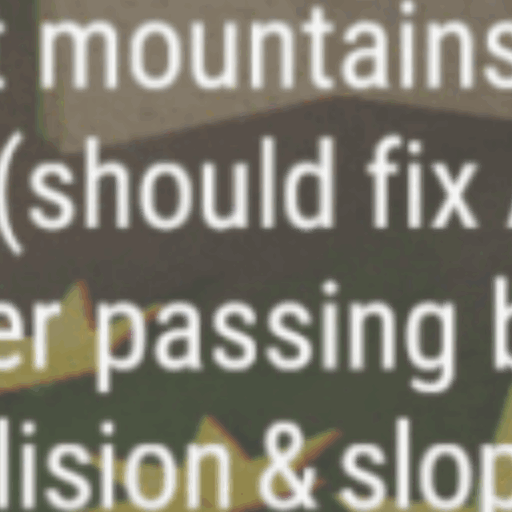 mountains
(should fix
er passing b
lision & slop